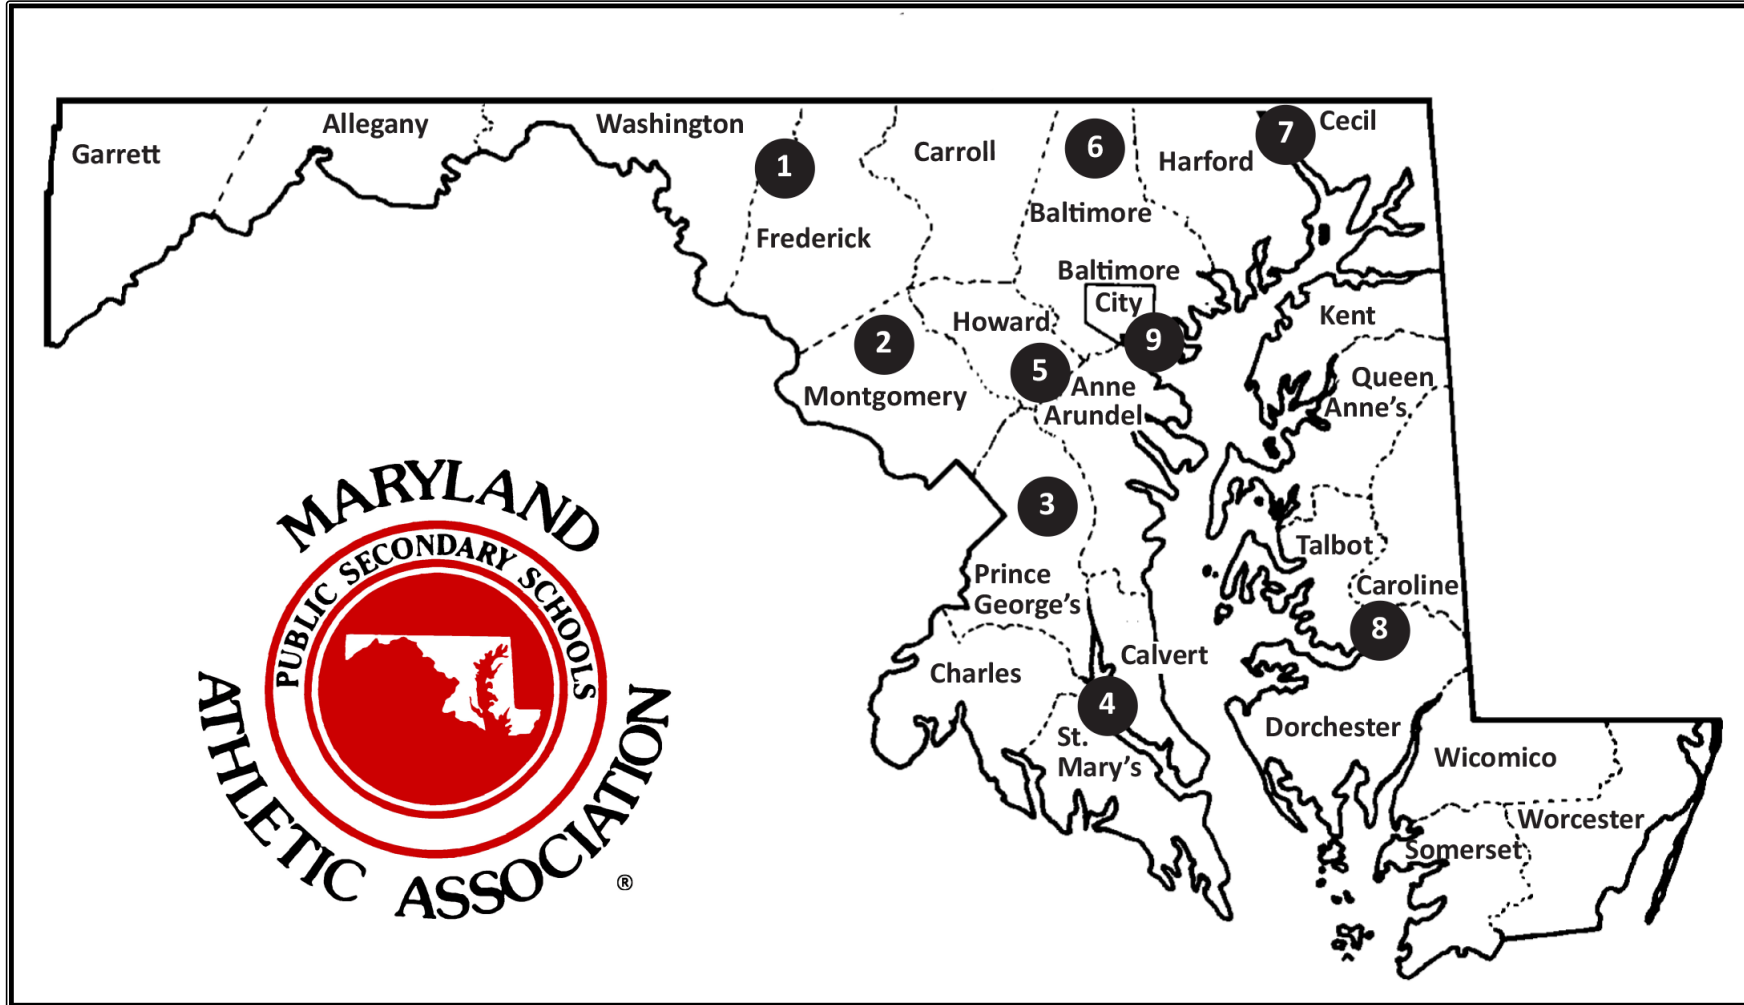 Garrett
Allegany
Washington
1
Frederick
Carroll
6
Baltimore
Harford
7
Cecil
Baltimore
City
9
Howard
5
2
Montgomery
Anne
Arundel
Kent
Queen
Anne's
3
Prince
George's
Talbot
Caroline
8
Charles
Calvert
4
St.
Mary's
Dorchester
Wicomico
Worcester
Somerset
MARYLAND
PUBLIC SECONDARY SCHOOLS
ATHLETIC ASSOCIATION
®